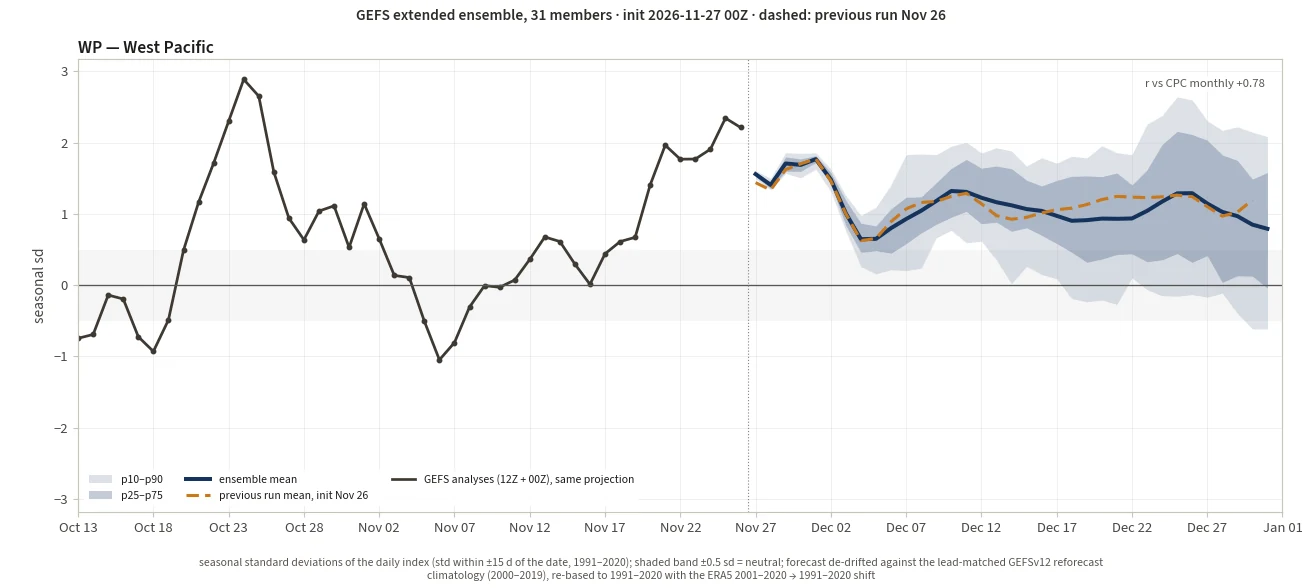 GEFS extended ensemble, 31 members · init 2026-11-27 00Z · dashed: previous run Nov 26
WP — West Pacific
r vs CPC monthly +0.78
seasonal sd
3
2
1
0
−1
−2
−3
p10–p90
p25–p75
ensemble mean
previous run mean, init Nov 26
GEFS analyses (12Z + 00Z), same projection
Oct 13 Oct 18 Oct 23 Oct 28 Nov 02 Nov 07 Nov 12 Nov 17 Nov 22 Nov 27 Dec 02 Dec 07 Dec 12 Dec 17 Dec 22 Dec 27 Jan 01
seasonal standard deviations of the daily index (std within ±15 d of the date, 1991–2020); shaded band ±0.5 sd = neutral; forecast de-drifted against the lead-matched GEFSv12 reforecast
climatology (2000–2019), re-based to 1991–2020 with the ERA5 2001–2020 → 1991–2020 shift